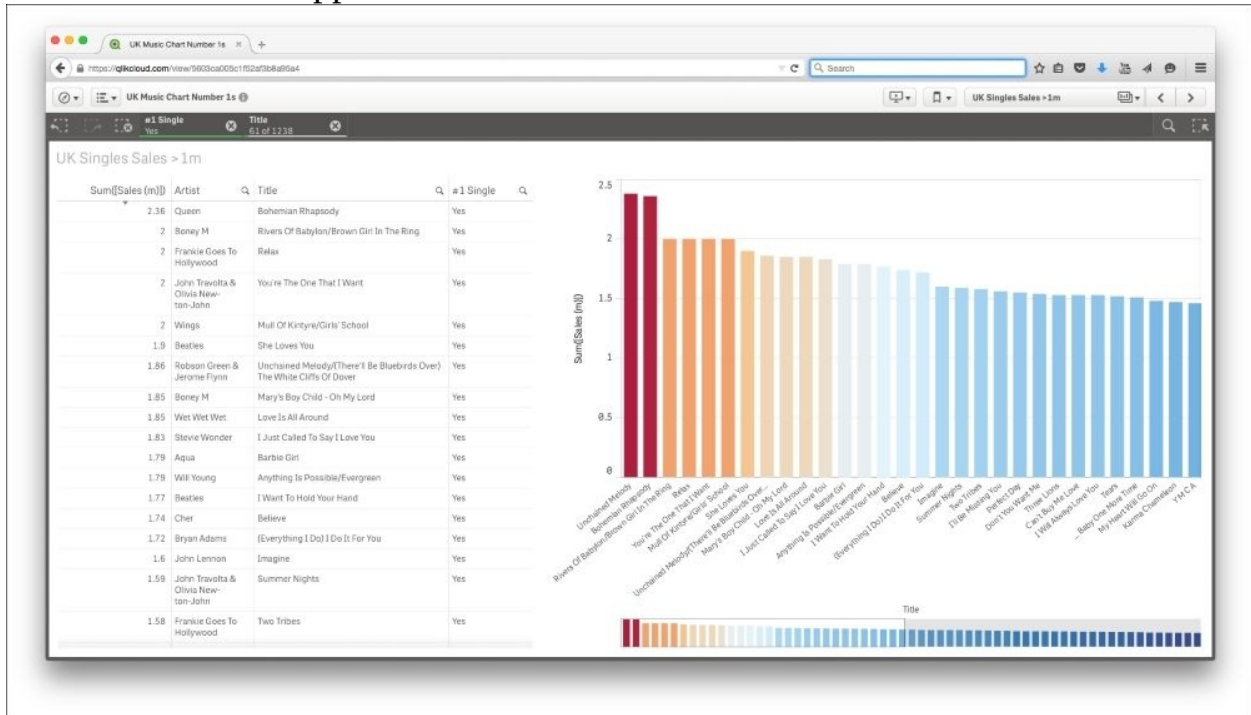 UK Music Chart Number 1s
https://qlikcloud.com/view/
Search
UK Music Chart Number 1s
UK Singles Sales >1m
#1 Single
Yes
Title
61 of 1238
UK Singles Sales >1m
Sum([Sales (m)]) Artist Title #1 Single
2.36 Queen Bohemian Rhapsody Yes
2 Boney M Rivers Of Babylon/Brown Girl In The Ring Yes
2 Frankie Goes To Relax Yes
Hollywood
2 John Travolta & You're The One That I Want Yes
Olivia New-
ton-John
2 Wings Mull Of Kintyre/Girls' School Yes
1.9 Beatles She Loves You Yes
1.86 Robson Green & Unchained Melody/(There'll Be Bluebirds Over) Yes
Jerome Flynn The White Cliffs Of Dover
1.85 Boney M Mary's Boy Child - Oh My Lord Yes
1.85 Wet Wet Wet Love Is All Around Yes
1.83 Stevie Wonder I Just Called To Say I Love You Yes
1.79 Aqua Barbie Girl Yes
1.79 Will Young Anything Is Possible/Evergreen Yes
1.77 Beatles I Want To Hold Your Hand Yes
1.74 Cher Believe Yes
1.72 Bryan Adams (Everything I Do) I Do It For You Yes
1.6 John Lennon Imagine Yes
1.59 John Travolta & Summer Nights Yes
Olivia New-
ton-John
1.58 Frankie Goes To Two Tribes Yes
Hollywood
Sum([Sales (m)])
2.5
2
1.5
1
0.5
0
Unchained Melody
Bohemian Rhapsody
Rivers Of Babylon/Brown Girl In The Ring
Relax
You're The One That I Want
Mull Of Kintyre/Girls' School
She Loves You
Unchained Melody/(There'll Be Bluebirds Over...
Mary's Boy Child - Oh My Lord
Love Is All Around
I Just Called To Say I Love You
Barbie Girl
Anything Is Possible/Evergreen
I Want To Hold Your Hand
Believe
(Everything I Do) I Do It For You
Imagine
Summer Nights
Two Tribes
I'll Be Missing You
Perfect Day
Don't You Want Me
Three Lions
Can't Buy Me Love
I Will Always Love You
Tears
... Baby One More Time
My Heart Will Go On
Karma Chameleon
Y M C A
Title